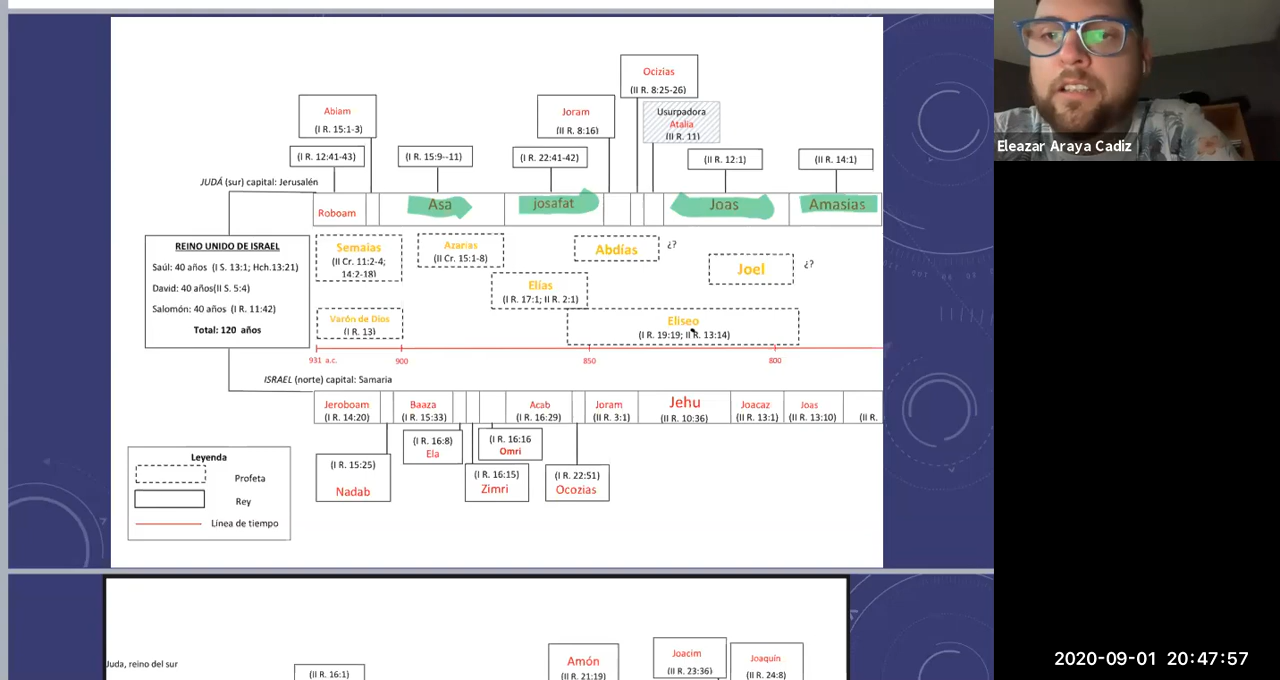 Ocizias
(II R. 8:25-26)
Abiam
(I R. 15:1-3)
Joram
(II R. 8:16)
Usurpadora
Atalia
(II R. 11)
(I R. 12:41-43)
(I R. 15:9--11)
(I R. 22:41-42)
(II R. 12:1)
(II R. 14:1)
JUDÁ (sur) capital: Jerusalén
Roboam
Asa
josafat
Joas
Amasias
REINO UNIDO DE ISRAEL
Saúl: 40 años (I S. 13:1; Hch.13:21)
David: 40 años(II S. 5:4)
Salomón: 40 años (I R. 11:42)
Total: 120 años
Semaías
(II Cr. 11:2-4;
14:2-18)
Azarias
(II Cr. 15:1-8)
Abdías
¿?
Joel
¿?
Elías
(I R. 17:1; II R. 2:1)
Varón de Dios
(I R. 13)
Eliseo
(I R. 19:19; II R. 13:14)
931 a.c.
900
850
800
ISRAEL (norte) capital: Samaria
Jeroboam
(I R. 14:20)
Baaza
(I R. 15:33)
Acab
(I R. 16:29)
Joram
(II R. 3:1)
Jehu
(II R. 10:36)
Joacaz
(II R. 13:1)
Joas
(II R. 13:10)
(II R.
(I R. 15:25)
Nadab
(I R. 16:8)
Ela
(I R. 16:16
Omri
(I R. 16:15)
Zimri
(I R. 22:51)
Ocozias
Leyenda
Profeta
Rey
Linea de tiempo
Juda, reino del sur
(II R. 16:1)
Amón
(II R. 21:19)
Joacim
(II R. 23:36)
Joaquín
(II R. 24:8)
Eleazar Araya Cadiz
2020-09-01 20:47:57